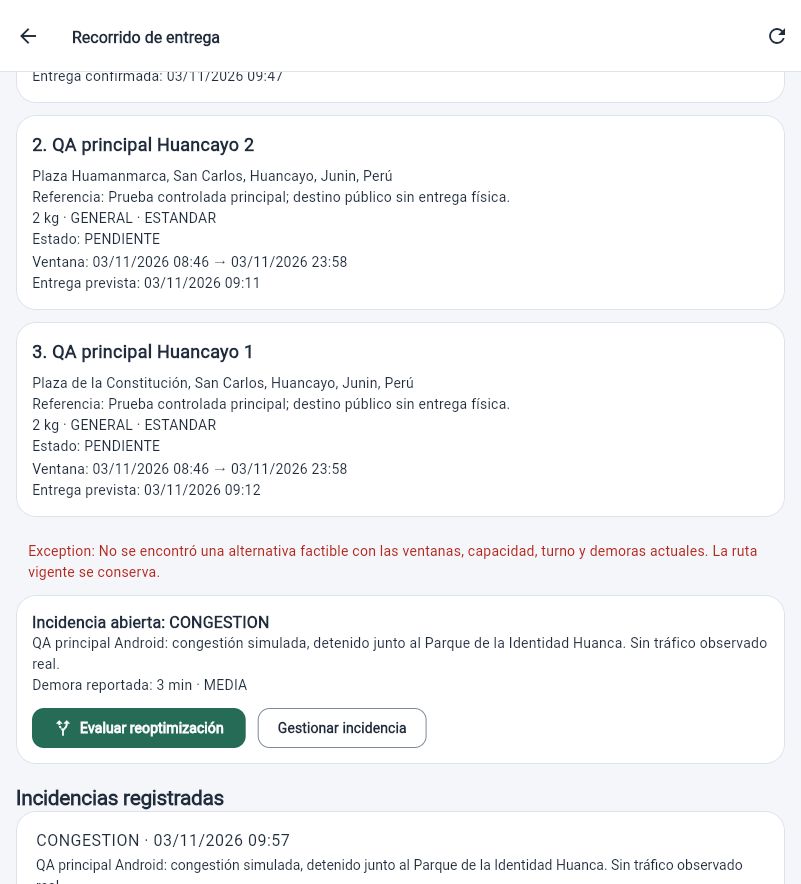 Recorrido de entrega
Entrega confirmada: 03/11/2026 09:47
2. QA principal Huancayo 2
Plaza Huamanmarca, San Carlos, Huancayo, Junin, Perú
Referencia: Prueba controlada principal; destino público sin entrega física.
2 kg · GENERAL · ESTANDAR
Estado: PENDIENTE
Ventana: 03/11/2026 08:46 → 03/11/2026 23:58
Entrega prevista: 03/11/2026 09:11
3. QA principal Huancayo 1
Plaza de la Constitución, San Carlos, Huancayo, Junin, Perú
Referencia: Prueba controlada principal; destino público sin entrega física.
2 kg · GENERAL · ESTANDAR
Estado: PENDIENTE
Ventana: 03/11/2026 08:46 → 03/11/2026 23:58
Entrega prevista: 03/11/2026 09:12
Exception: No se encontró una alternativa factible con las ventanas, capacidad, turno y demoras actuales. La ruta
vigente se conserva.
Incidencia abierta: CONGESTION
QA principal Android: congestión simulada, detenido junto al Parque de la Identidad Huanca. Sin tráfico observado
real.
Demora reportada: 3 min · MEDIA
Evaluar reoptimización
Gestionar incidencia
Incidencias registradas
CONGESTION · 03/11/2026 09:57
QA principal Android: congestión simulada, detenido junto al Parque de la Identidad Huanca. Sin tráfico observado